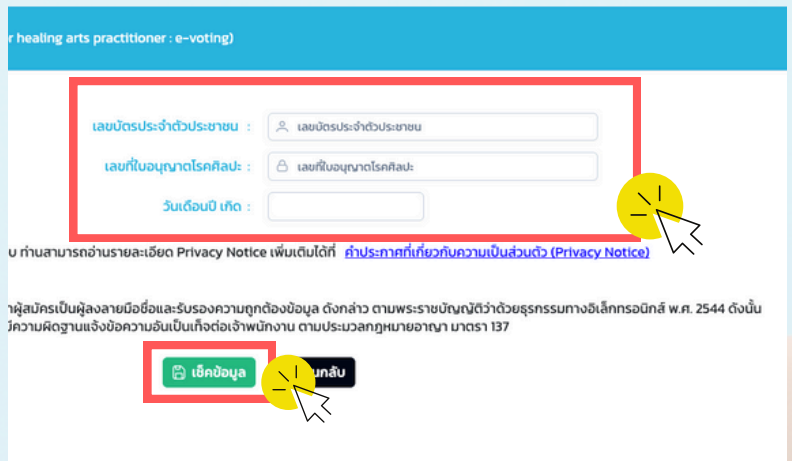 r healing arts practitioner : e-voting)
เลขบัตรประจำตัวประชาชน : เลขบัตรประจำตัวประชาชน
เลขที่ใบอนุญาตโรคศิลปะ : เลขที่ใบอนุญาตโรคศิลปะ
วันเดือนปี เกิด :
บ ท่านสามารถอ่านรายละเอียด Privacy Notice เพิ่มเติมได้ที่ คำประกาศที่เกี่ยวกับความเป็นส่วนตัว (Privacy Notice)
าผู้สมัครเป็นผู้ลงลายมือชื่อและรับรองความถูกต้องข้อมูล ดังกล่าว ตามพระราชบัญญัติว่าด้วยธุรกรรมทางอิเล็กทรอนิกส์ พ.ศ. 2544 ดังนั้น
มีความผิดฐานแจ้งข้อความอันเป็นเท็จต่อเจ้าพนักงาน ตามประมวลกฎหมายอาญา มาตรา 137
เช็คข้อมูล นกลับ